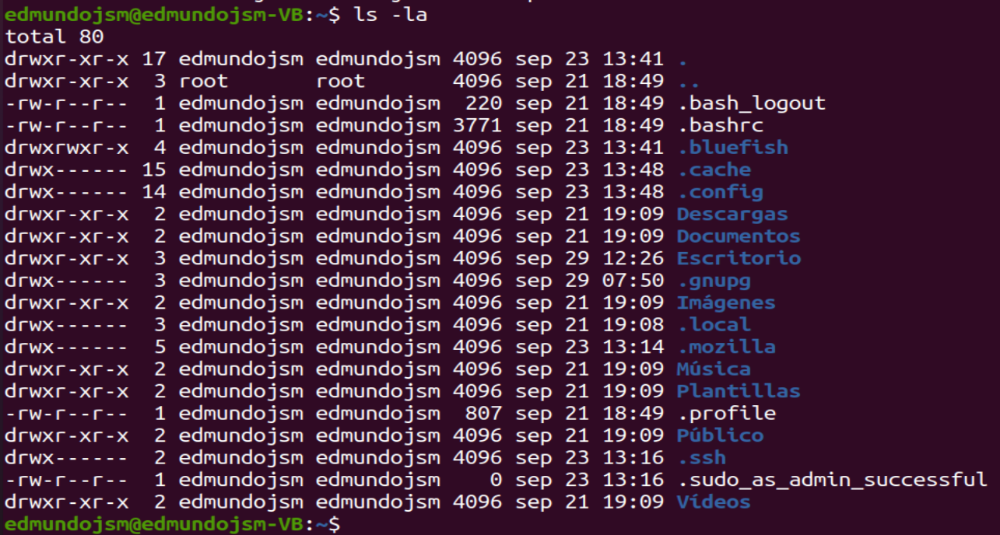 edmundojsm@edmundojsm-VB:~$ ls -la
total 80
drwxr-xr-x 17 edmundojsm edmundojsm 4096 sep 23 13:41 .
drwxr-xr-x  3 root       root       4096 sep 21 18:49 ..
-rw-r--r--  1 edmundojsm edmundojsm  220 sep 21 18:49 .bash_logout
-rw-r--r--  1 edmundojsm edmundojsm 3771 sep 21 18:49 .bashrc
drwxrwxr-x  4 edmundojsm edmundojsm 4096 sep 23 13:41 .bluefish
drwx------ 15 edmundojsm edmundojsm 4096 sep 23 13:48 .cache
drwx------ 14 edmundojsm edmundojsm 4096 sep 23 13:48 .config
drwxr-xr-x  2 edmundojsm edmundojsm 4096 sep 21 19:09 Descargas
drwxr-xr-x  2 edmundojsm edmundojsm 4096 sep 21 19:09 Documentos
drwxr-xr-x  3 edmundojsm edmundojsm 4096 sep 29 12:26 Escritorio
drwx------  3 edmundojsm edmundojsm 4096 sep 29 07:50 .gnupg
drwxr-xr-x  2 edmundojsm edmundojsm 4096 sep 21 19:09 Imágenes
drwx------  3 edmundojsm edmundojsm 4096 sep 21 19:08 .local
drwx------  5 edmundojsm edmundojsm 4096 sep 23 13:14 .mozilla
drwxr-xr-x  2 edmundojsm edmundojsm 4096 sep 21 19:09 Música
drwxr-xr-x  2 edmundojsm edmundojsm 4096 sep 21 19:09 Plantillas
-rw-r--r--  1 edmundojsm edmundojsm  807 sep 21 18:49 .profile
drwxr-xr-x  2 edmundojsm edmundojsm 4096 sep 21 19:09 Público
drwx------  2 edmundojsm edmundojsm 4096 sep 23 13:16 .ssh
-rw-r--r--  1 edmundojsm edmundojsm    0 sep 23 13:16 .sudo_as_admin_successful
drwxr-xr-x  2 edmundojsm edmundojsm 4096 sep 21 19:09 Vídeos
edmundojsm@edmundojsm-VB:~$